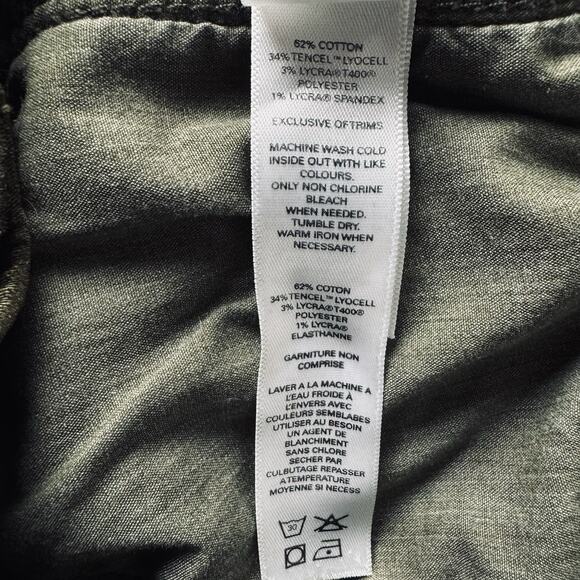 62% COTTON
34% TENCEL™ LYOCELL
3% LYCRA® T400®
POLYESTER
1% LYCRA® SPANDEX
EXCLUSIVE OF TRIMS
MACHINE WASH COLD
INSIDE OUT WITH LIKE
COLOURS.
ONLY NON CHLORINE
BLEACH
WHEN NEEDED.
TUMBLE DRY.
WARM IRON WHEN
NECESSARY.
62% COTTON
34% TENCEL™ LYOCELL
3% LYCRA® T400®
POLYESTER
1% LYCRA®
ELASTHANNE
GARNITURE NON
COMPRISE
LAVER A LA MACHINE A
L'EAU FROIDE À
L'ENVERS AVEC
COULEURS SEMBLABES
UTILISER AU BESOIN
UN AGENT DE
BLANCHIMENT
SANS CHLORE
SECHER PAR
CULBUTAGE REPASSER
A TEMPERATURE
MOYENNE SI NECESS
30